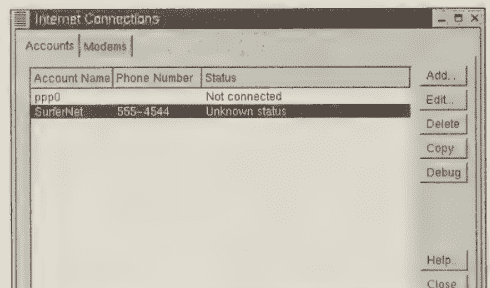 Internet Connections
Accounts Modems
Account Name Phone Number Status
ppp0 Not connected
SurferNet 555-4544 Unknown status
Add...
Edit...
Delete
Copy
Debug
Help...
Close